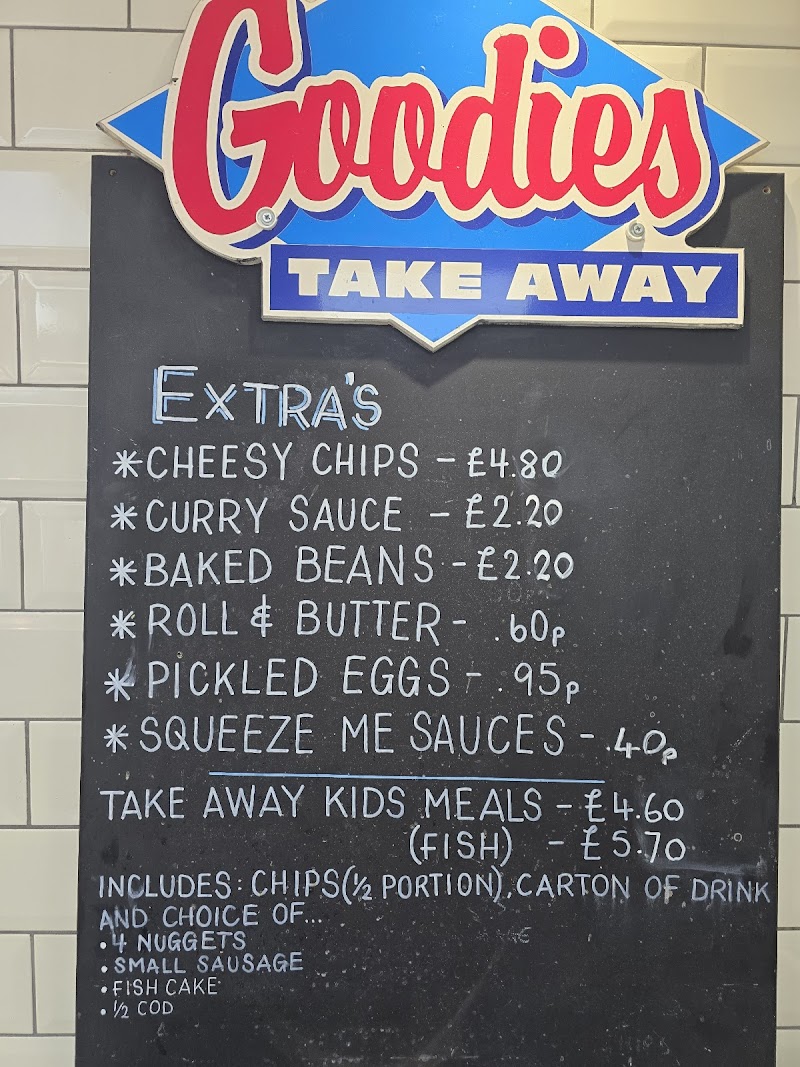 Goodies
TAKE AWAY
EXTRA'S
*CHEESY CHIPS - £4.80
*CURRY SAUCE - £2.20
*BAKED BEANS - £2.20
*ROLL & BUTTER - .60p
*PICKLED EGGS - .95p
*SQUEEZE ME SAUCES - .40p
TAKE AWAY KIDS MEALS - £4.60
(FISH) - £5.70
INCLUDES: CHIPS (½ PORTION), CARTON OF DRINK
AND CHOICE OF...
• 4 NUGGETS
• SMALL SAUSAGE
• FISH CAKE
• ½ COD